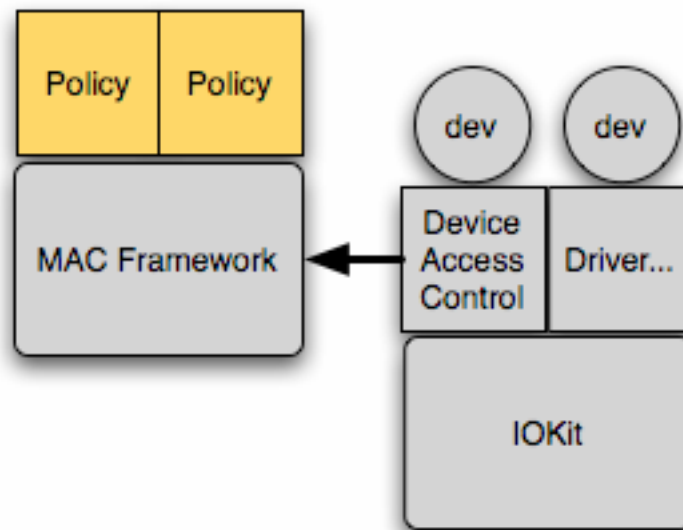 Policy
Policy
MAC Framework
dev
dev
Device
Access
Control
Driver...
IOKit